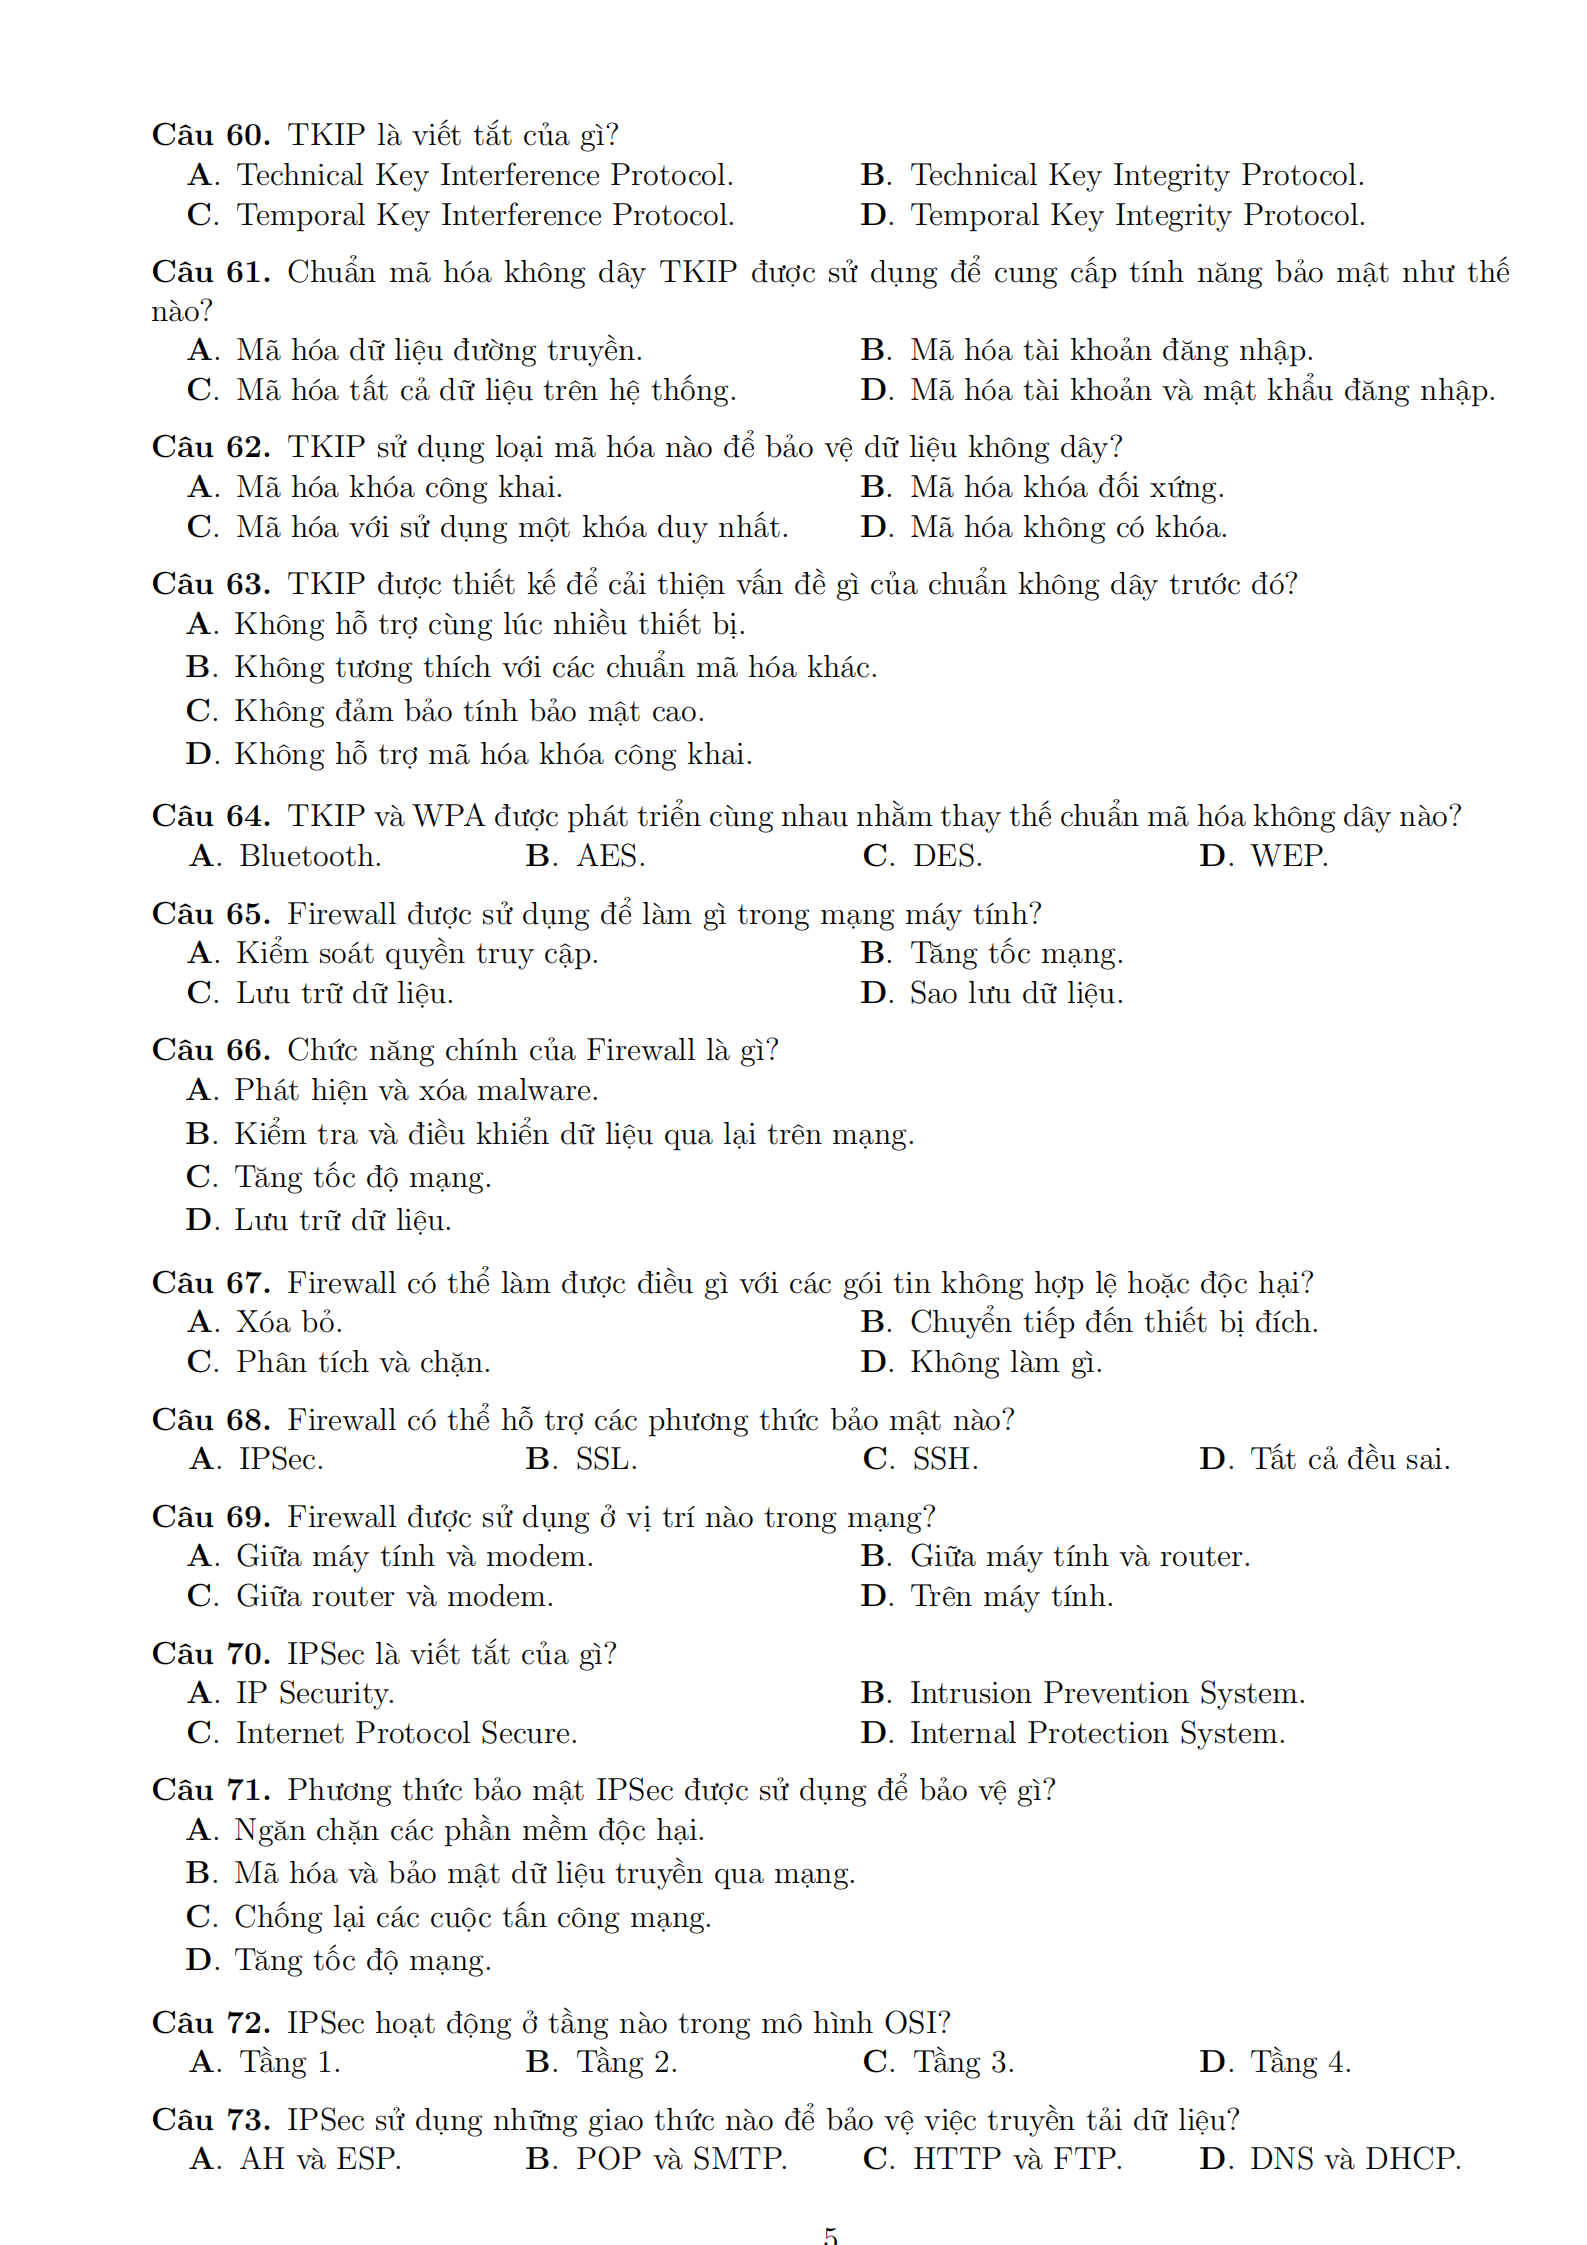 Câu 60. TKIP là viết tắt của gì?
A. Technical Key Interference Protocol. B. Technical Key Integrity Protocol.
C. Temporal Key Interference Protocol. D. Temporal Key Integrity Protocol.
Câu 61. Chuẩn mã hóa không dây TKIP được sử dụng để cung cấp tính năng bảo mật như thế
nào?
A. Mã hóa dữ liệu đường truyền. B. Mã hóa tài khoản đăng nhập.
C. Mã hóa tất cả dữ liệu trên hệ thống. D. Mã hóa tài khoản và mật khẩu đăng nhập.
Câu 62. TKIP sử dụng loại mã hóa nào để bảo vệ dữ liệu không dây?
A. Mã hóa khóa công khai. B. Mã hóa khóa đối xứng.
C. Mã hóa với sử dụng một khóa duy nhất. D. Mã hóa không có khóa.
Câu 63. TKIP được thiết kế để cải thiện vấn đề gì của chuẩn không dây trước đó?
A. Không hỗ trợ cùng lúc nhiều thiết bị.
B. Không tương thích với các chuẩn mã hóa khác.
C. Không đảm bảo tính bảo mật cao.
D. Không hỗ trợ mã hóa khóa công khai.
Câu 64. TKIP và WPA được phát triển cùng nhau nhằm thay thế chuẩn mã hóa không dây nào?
A. Bluetooth. B. AES. C. DES. D. WEP.
Câu 65. Firewall được sử dụng để làm gì trong mạng máy tính?
A. Kiểm soát quyền truy cập. B. Tăng tốc mạng.
C. Lưu trữ dữ liệu. D. Sao lưu dữ liệu.
Câu 66. Chức năng chính của Firewall là gì?
A. Phát hiện và xóa malware.
B. Kiểm tra và điều khiển dữ liệu qua lại trên mạng.
C. Tăng tốc độ mạng.
D. Lưu trữ dữ liệu.
Câu 67. Firewall có thể làm được điều gì với các gói tin không hợp lệ hoặc độc hại?
A. Xóa bỏ. B. Chuyển tiếp đến thiết bị đích.
C. Phân tích và chặn. D. Không làm gì.
Câu 68. Firewall có thể hỗ trợ các phương thức bảo mật nào?
A. IPSec. B. SSL. C. SSH. D. Tất cả đều sai.
Câu 69. Firewall được sử dụng ở vị trí nào trong mạng?
A. Giữa máy tính và modem. B. Giữa máy tính và router.
C. Giữa router và modem. D. Trên máy tính.
Câu 70. IPSec là viết tắt của gì?
A. IP Security. B. Intrusion Prevention System.
C. Internet Protocol Secure. D. Internal Protection System.
Câu 71. Phương thức bảo mật IPSec được sử dụng để bảo vệ gì?
A. Ngăn chặn các phần mềm độc hại.
B. Mã hóa và bảo mật dữ liệu truyền qua mạng.
C. Chống lại các cuộc tấn công mạng.
D. Tăng tốc độ mạng.
Câu 72. IPSec hoạt động ở tầng nào trong mô hình OSI?
A. Tầng 1. B. Tầng 2. C. Tầng 3. D. Tầng 4.
Câu 73. IPSec sử dụng những giao thức nào để bảo vệ việc truyền tải dữ liệu?
A. AH và ESP. B. POP và SMTP. C. HTTP và FTP. D. DNS và DHCP.
5